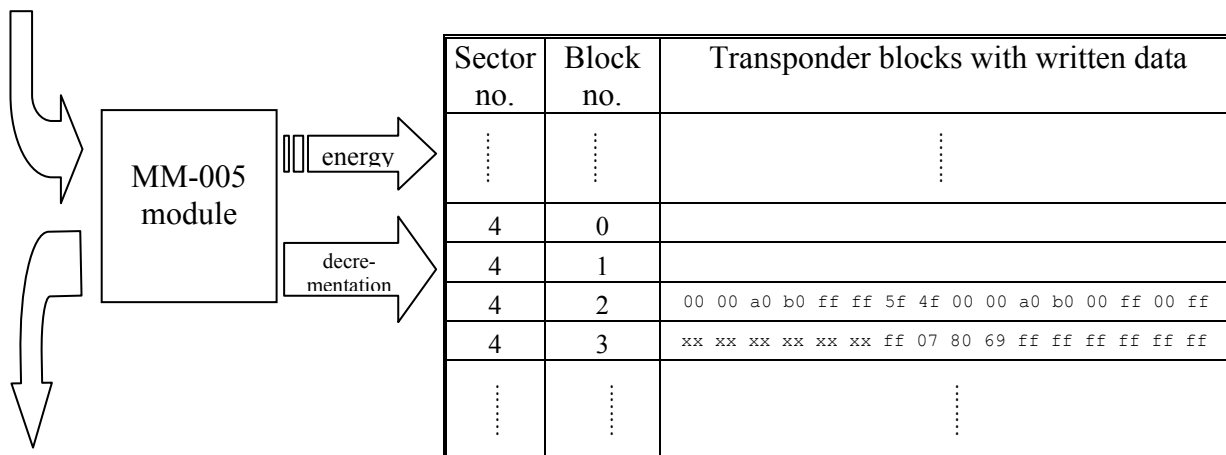 MM-005
module
energy
decre-
mentation
Sector no. Block no. Transponder blocks with written data
4 0
4 1
4 2 00 00 a0 b0 ff ff 5f 4f 00 00 a0 b0 00 ff 00 ff
4 3 xx xx xx xx xx xx ff 07 80 69 ff ff ff ff ff ff